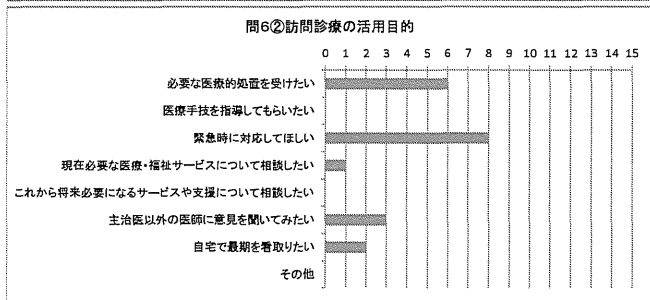 問6②訪問診療の活用目的
0 1 2 3 4 5 6 7 8 9 10 11 12 13 14 15
必要な医療的処置を受けたい
医療手技を指導してもらいたい
緊急時に対応してほしい
現在必要な医療・福祉サービスについて相談したい
これから将来必要になるサービスや支援について相談したい
主治医以外の医師に意見を聞いてみたい
自宅で最期を看取りたい
その他